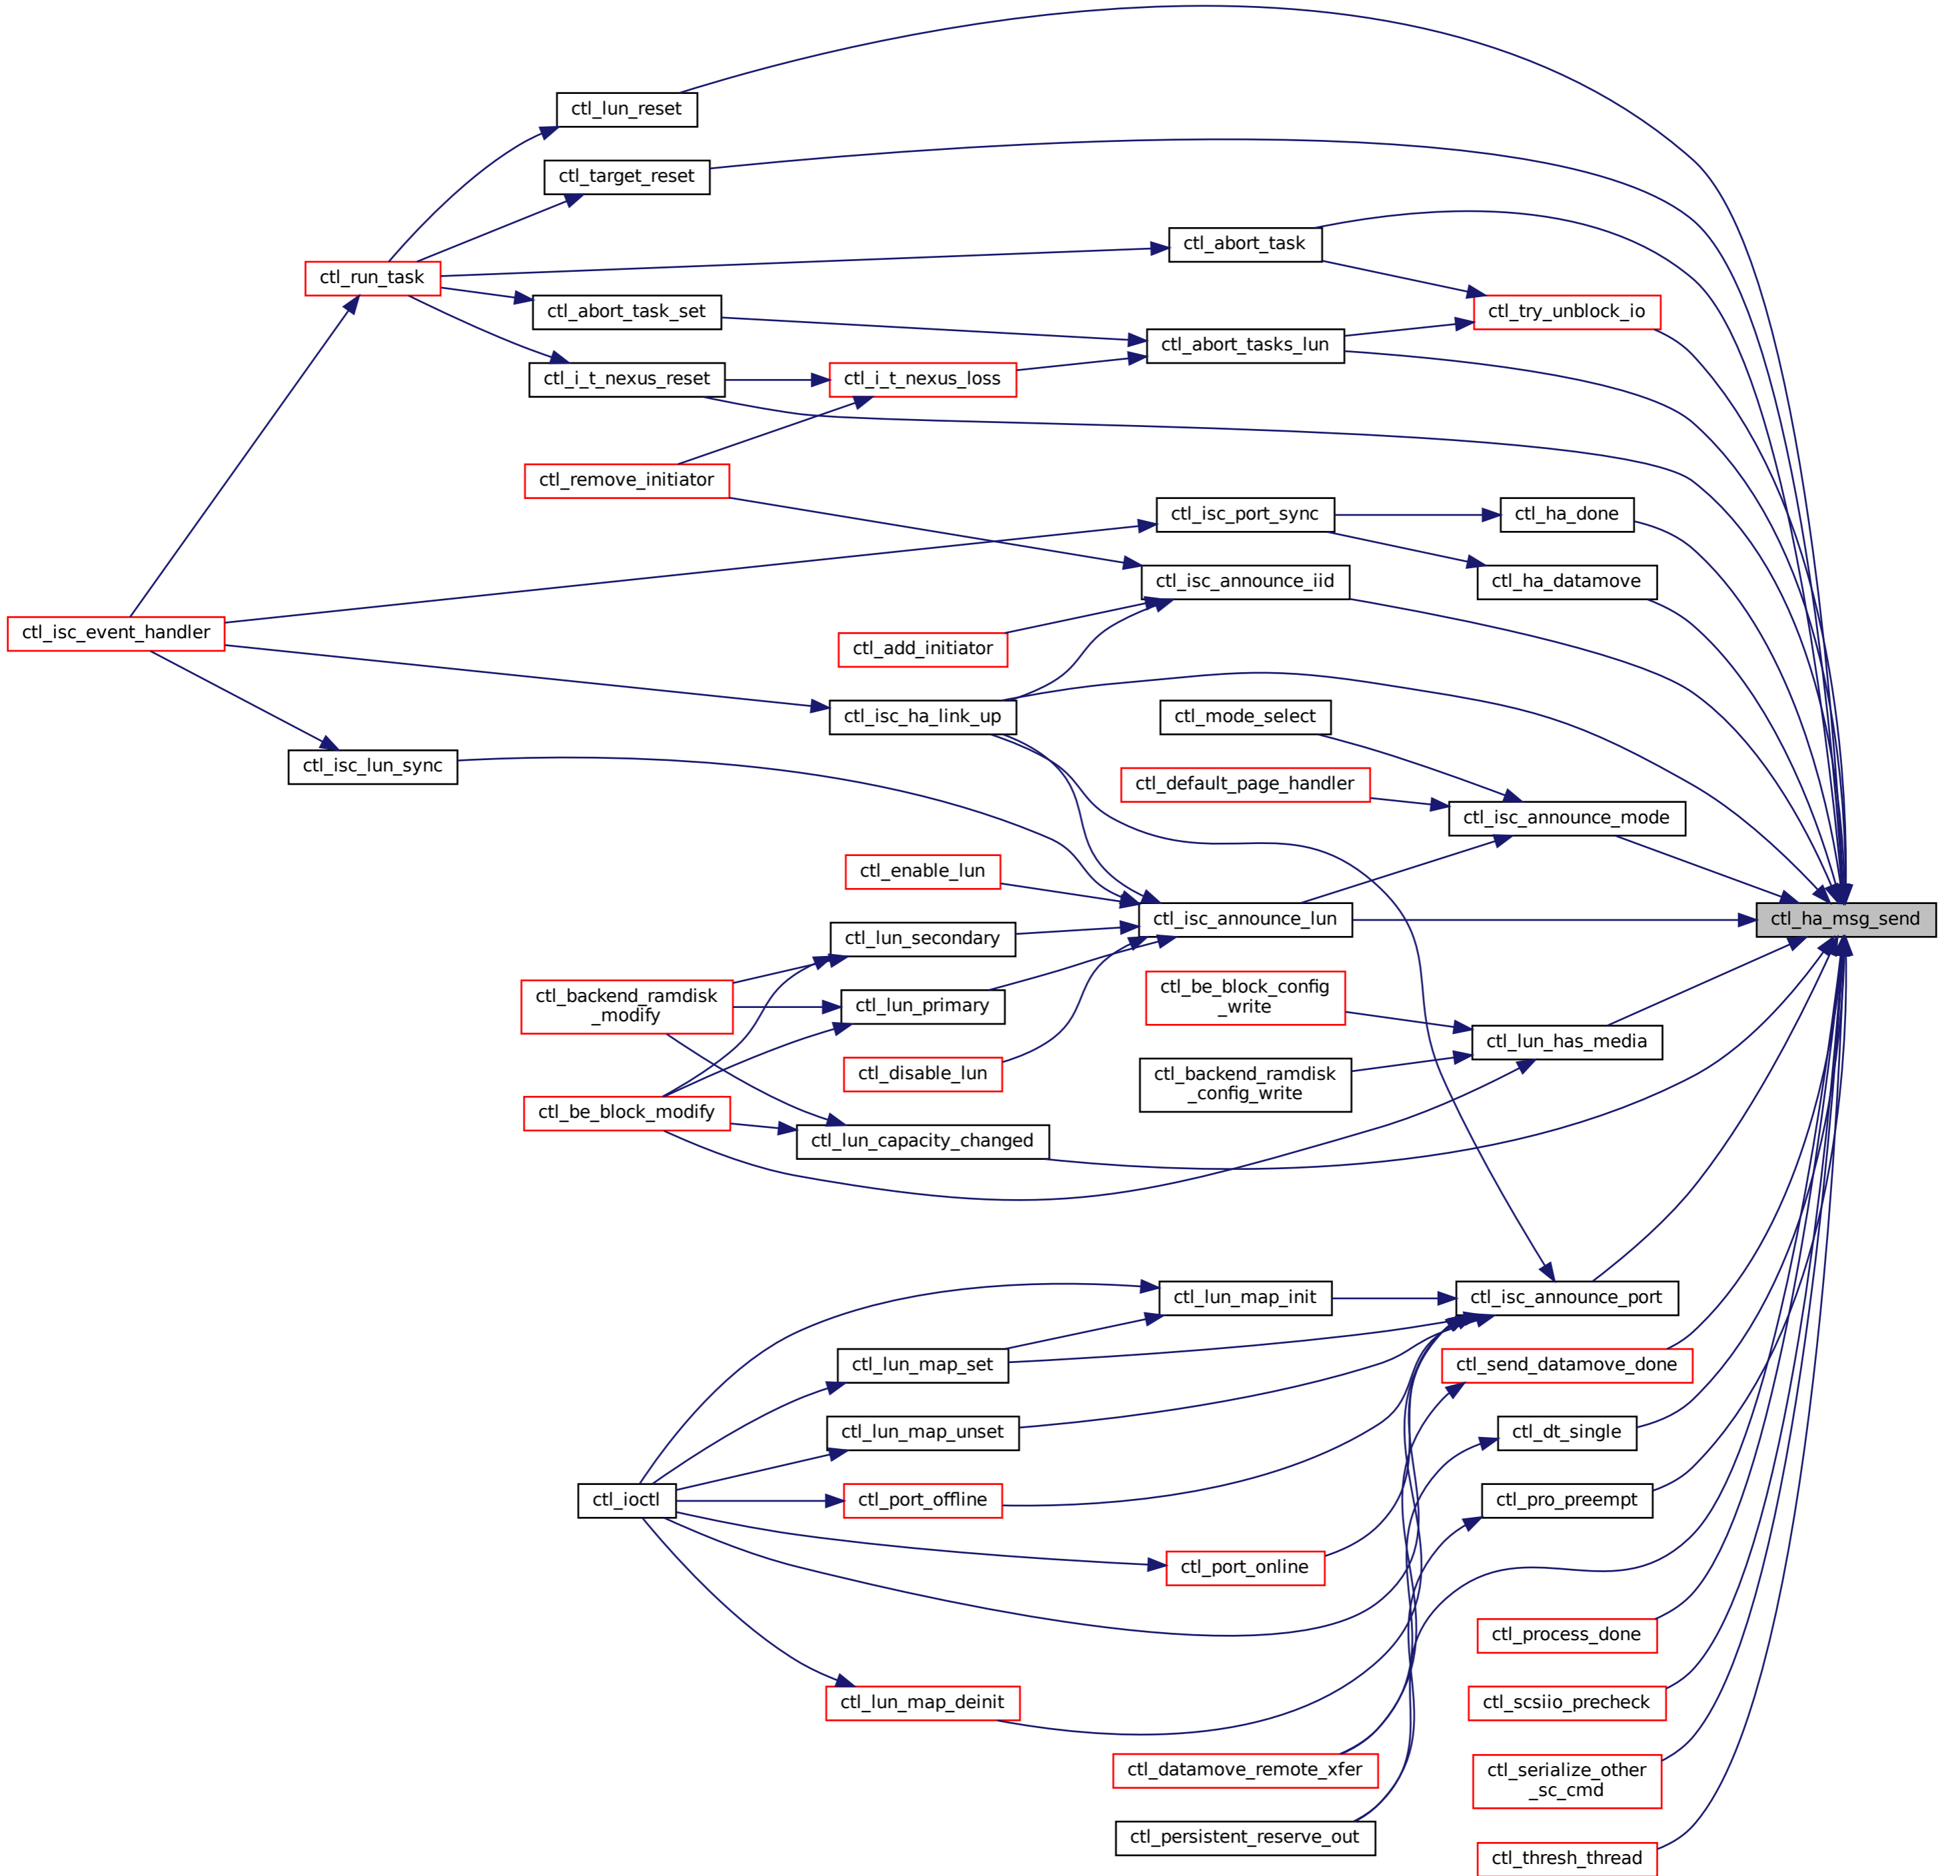 ctl_lun_reset
ctl_target_reset
ctl_abort_task
ctl_run_task
ctl_abort_task_set
ctl_try_unblock_io
ctl_abort_tasks_lun
ctl_i_t_nexus_reset
ctl_i_t_nexus_loss
ctl_remove_initiator
ctl_isc_port_sync
ctl_ha_done
ctl_isc_announce_iid
ctl_ha_datamove
ctl_isc_event_handler
ctl_add_initiator
ctl_isc_ha_link_up
ctl_mode_select
ctl_isc_lun_sync
ctl_default_page_handler
ctl_isc_announce_mode
ctl_enable_lun
ctl_isc_announce_lun
ctl_ha_msg_send
ctl_lun_secondary
ctl_backend_ramdisk
_modify
ctl_lun_primary
ctl_be_block_config
_write
ctl_lun_has_media
ctl_disable_lun
ctl_backend_ramdisk
_config_write
ctl_be_block_modify
ctl_lun_capacity_changed
ctl_lun_map_init
ctl_isc_announce_port
ctl_lun_map_set
ctl_send_datamove_done
ctl_lun_map_unset
ctl_dt_single
ctl_ioctl
ctl_port_offline
ctl_pro_preempt
ctl_port_online
ctl_process_done
ctl_lun_map_deinit
ctl_scsiio_precheck
ctl_datamove_remote_xfer
ctl_serialize_other
_sc_cmd
ctl_persistent_reserve_out
ctl_thresh_thread